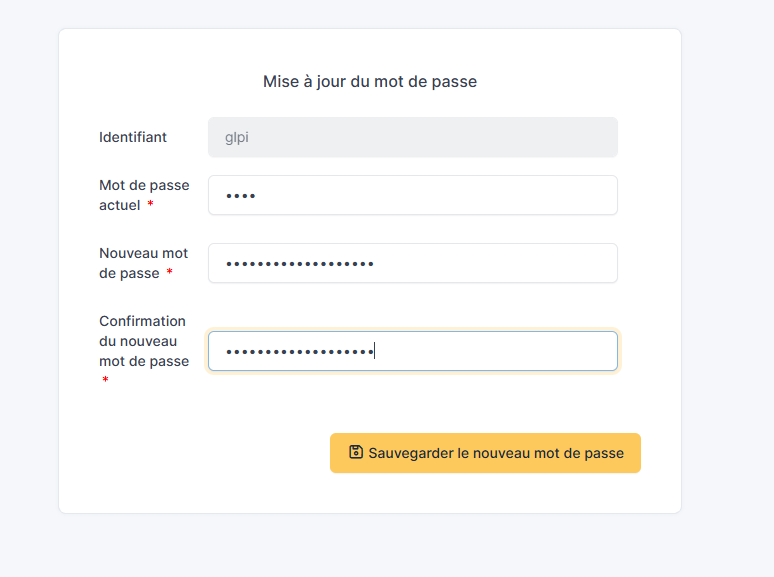 Mise à jour du mot de passe
Identifiant
glpi
Mot de passe
actuel *
••••
Nouveau mot
de passe *
•••••••••••••••••••
Confirmation
du nouveau
mot de passe
*
•••••••••••••••••••
Sauvegarder le nouveau mot de passe